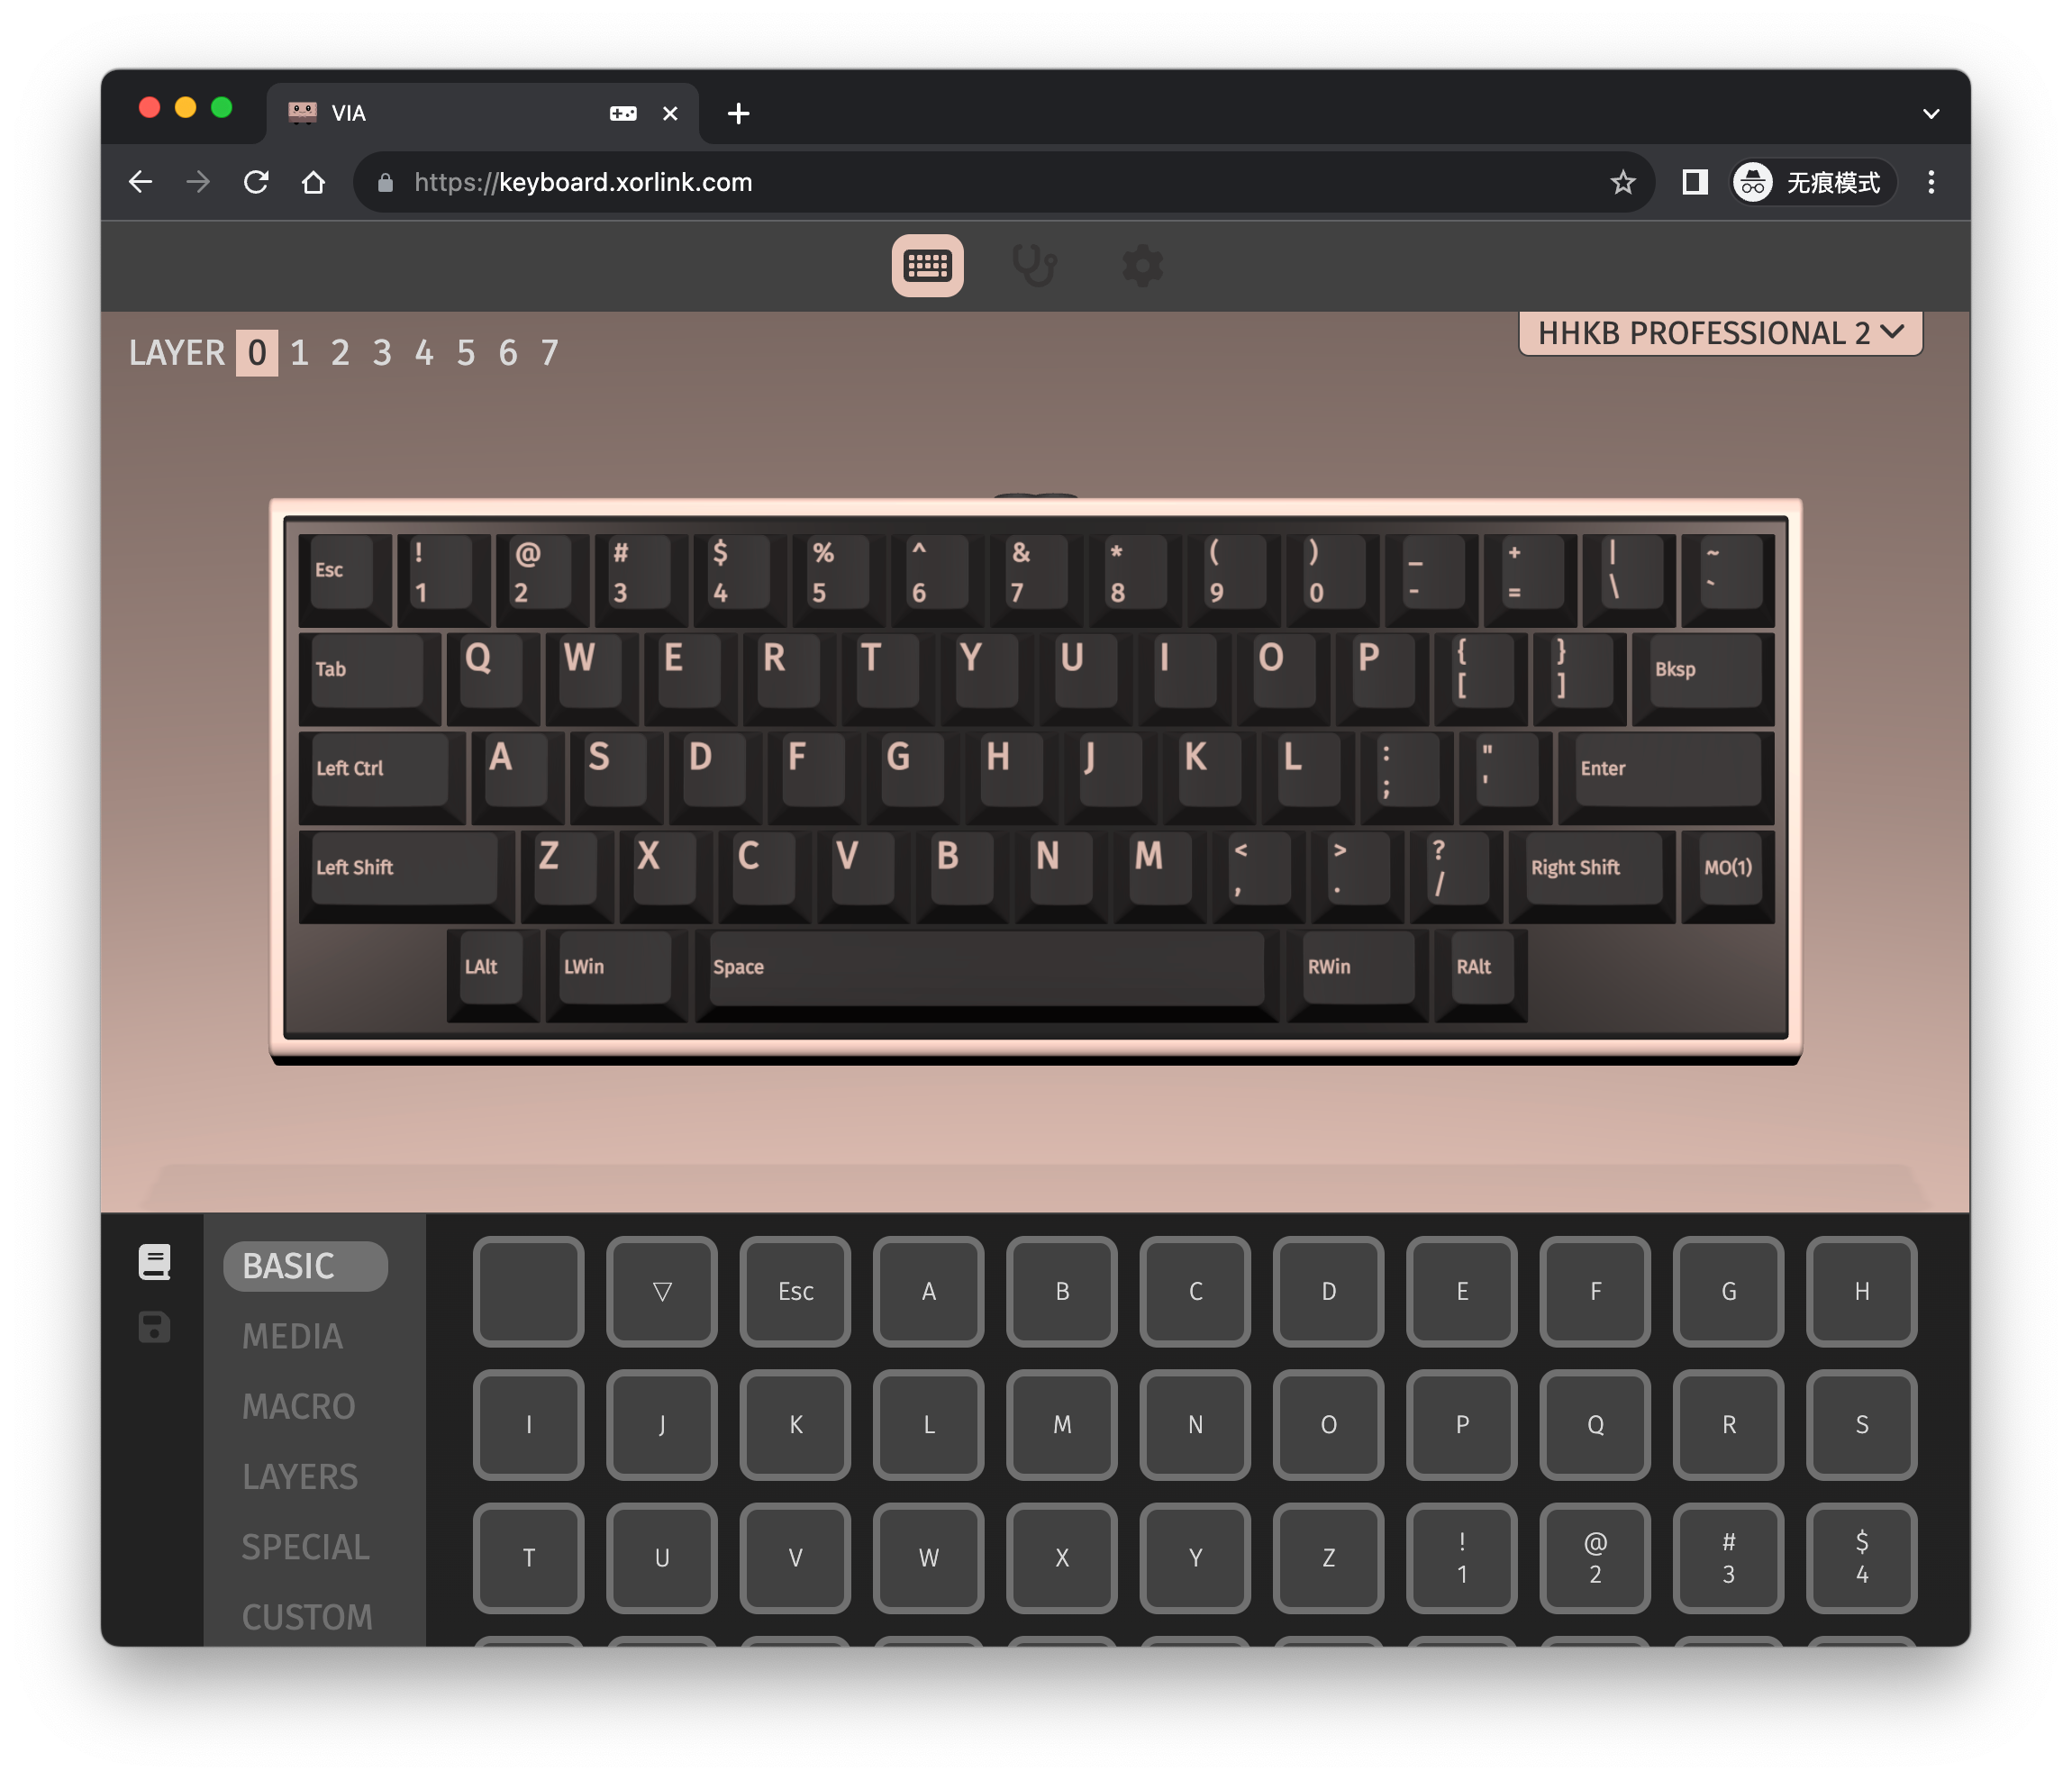 VIA
https://keyboard.xorlink.com
无痕模式
LAYER 0 1 2 3 4 5 6 7
HHKB PROFESSIONAL 2
Esc ! @ # $ % ^ & * ( ) _ + | ~
1 2 3 4 5 6 7 8 9 0 - = \ `
Tab Q W E R T Y U I O P { } Bksp
[ ]
Left Ctrl A S D F G H J K L : " Enter
; '
Left Shift Z X C V B N M < > ? Right Shift MO(1)
, . /
LAlt LWin Space RWin RAlt
BASIC
MEDIA
MACRO
LAYERS
SPECIAL
CUSTOM
▽ Esc A B C D E F G H
I J K L M N O P Q R S
T U V W X Y Z ! @ # $
1 2 3 4